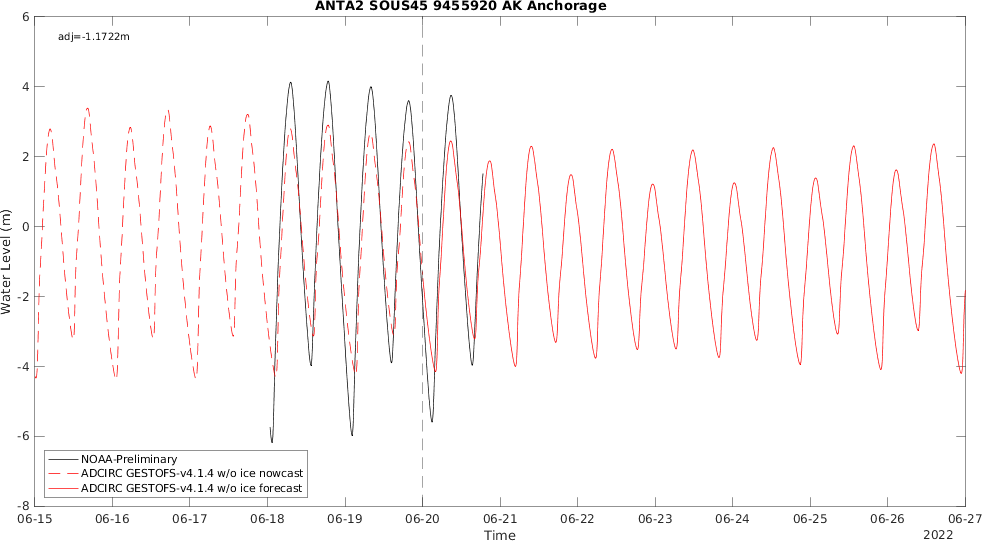 ANTA2 SOUS45 9455920 AK Anchorage
adj=-1.1722m
6
4
2
0
-2
-4
-6
-8
Water Level (m)
NOAA-Preliminary
ADCIRC GESTOFS-v4.1.4 w/o ice nowcast
ADCIRC GESTOFS-v4.1.4 w/o ice forecast
06-15 06-16 06-17 06-18 06-19 06-20 06-21 06-22 06-23 06-24 06-25 06-26 06-27
Time
2022